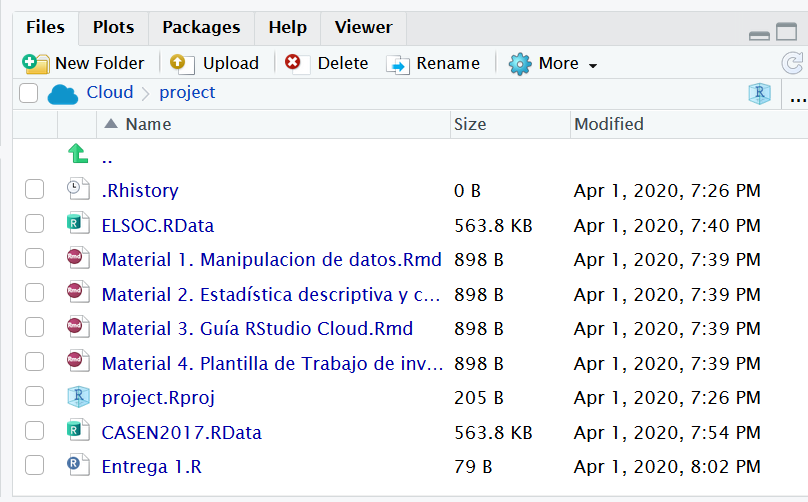 Files Plots Packages Help Viewer
New Folder Upload Delete Rename More
Cloud project R ...
Name Size Modified
..
.Rhistory 0 B Apr 1, 2020, 7:26 PM
R ELSOC.RData 563.8 KB Apr 1, 2020, 7:40 PM
Rmd Material 1. Manipulacion de datos.Rmd 898 B Apr 1, 2020, 7:39 PM
Rmd Material 2. Estadística descriptiva y c... 898 B Apr 1, 2020, 7:39 PM
Rmd Material 3. Guía RStudio Cloud.Rmd 898 B Apr 1, 2020, 7:39 PM
Rmd Material 4. Plantilla de Trabajo de inv... 898 B Apr 1, 2020, 7:39 PM
R project.Rproj 205 B Apr 1, 2020, 7:26 PM
R CASEN2017.RData 563.8 KB Apr 1, 2020, 7:54 PM
R Entrega 1.R 79 B Apr 1, 2020, 8:02 PM